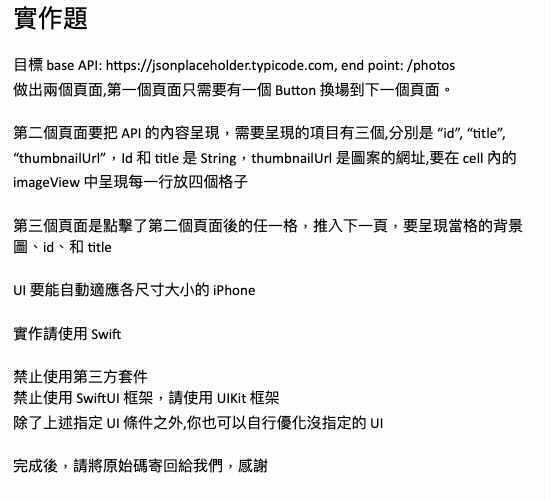 實作題
目標 base API: https://jsonplaceholder.typicode.com, end point: /photos
做出兩個頁面,第一個頁面只需要有一個 Button 換場到下一個頁面。
第二個頁面要把 API 的內容呈現，需要呈現的項目有三個,分別是 “id”, “title”,
“thumbnailUrl”，Id 和 title 是 String，thumbnailUrl 是圖案的網址,要在 cell 內的
imageView 中呈現每一行放四個格子
第三個頁面是點擊了第二個頁面後的任一格，推入下一頁，要呈現當格的背景
圖、id、和 title
UI 要能自動適應各尺寸大小的 iPhone
實作請使用 Swift
禁止使用第三方套件
禁止使用 SwiftUI 框架，請使用 UIKit 框架
除了上述指定 UI 條件之外,你也可以自行優化沒指定的 UI
完成後，請將原始碼寄回給我們，感謝